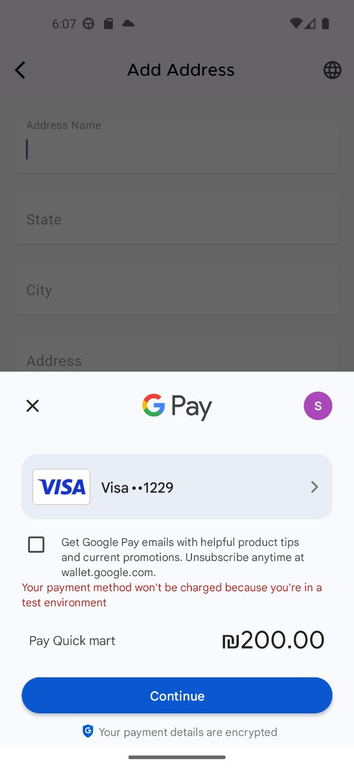 6:07
Add Address
Address Name
State
City
Address
G Pay
S
VISA
Visa ••1229
Get Google Pay emails with helpful product tips
and current promotions. Unsubscribe anytime at
wallet.google.com.
Your payment method won't be charged because you're in a
test environment
Pay Quick mart
₪200.00
Continue
G
Your payment details are encrypted